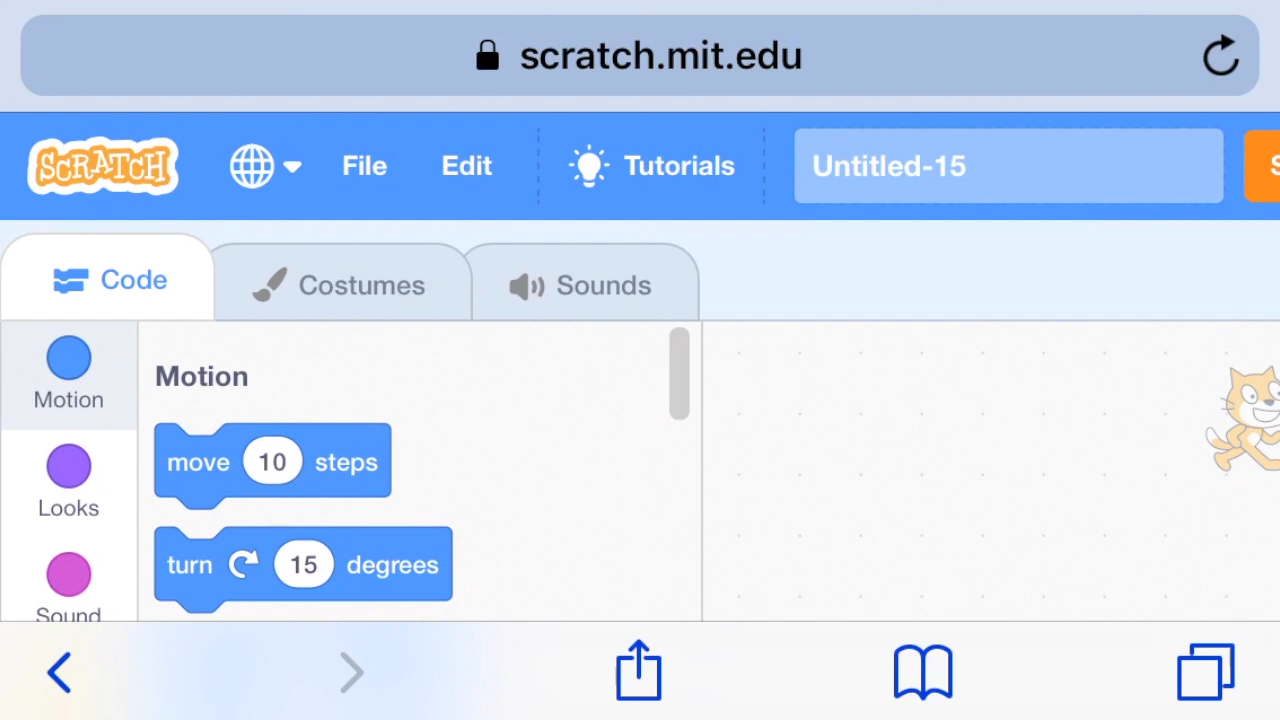 scratch.mit.edu
SCRATCH File Edit Tutorials Untitled-15 S
Code Costumes Sounds
Motion
Motion
move 10 steps
Looks
turn 15 degrees
Sound